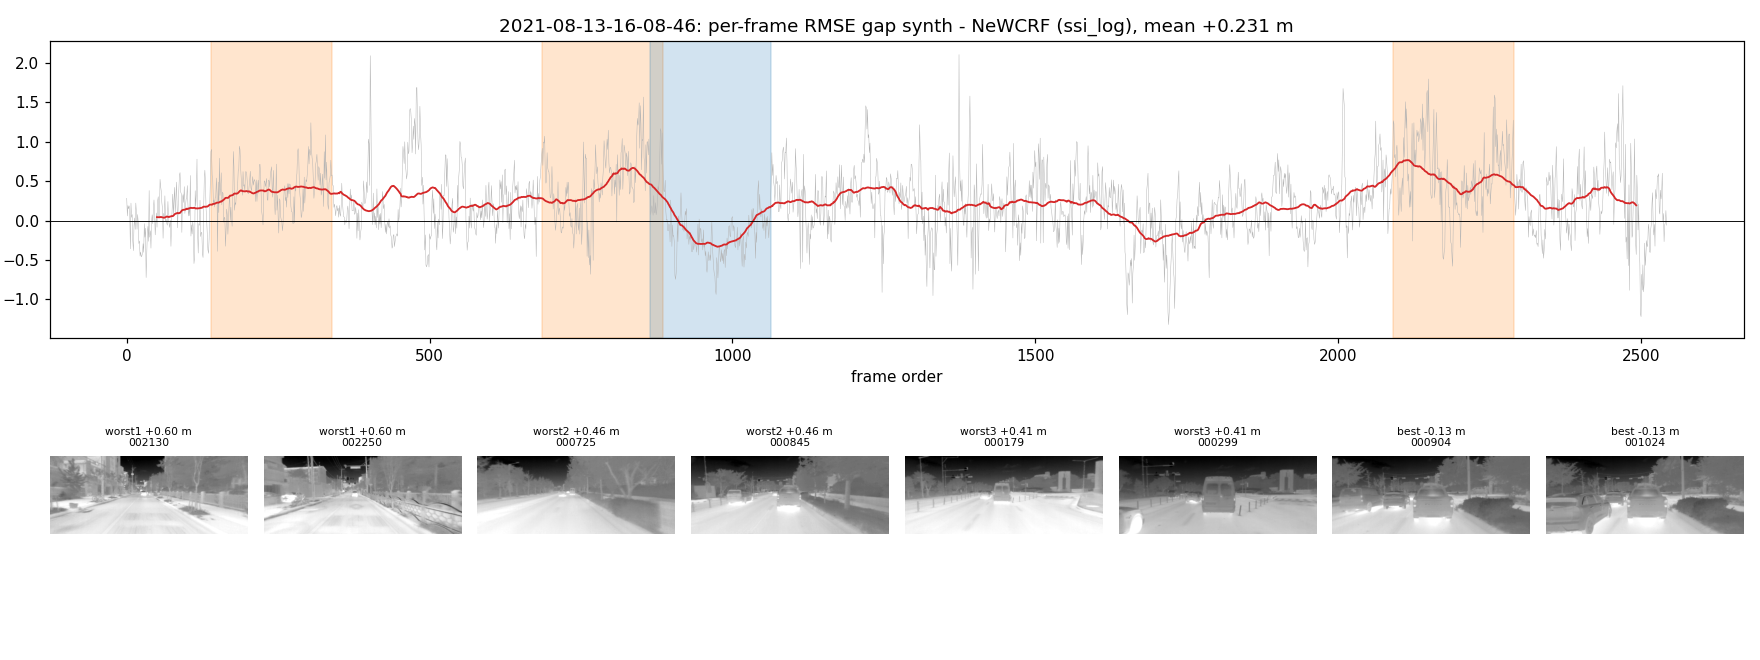 2021-08-13-16-08-46: per-frame RMSE gap synth - NeWCRF (ssi_log), mean +0.231 m
2.0
1.5
1.0
0.5
0.0
−0.5
−1.0
0 500 1000 1500 2000 2500
frame order
worst1 +0.60 m worst1 +0.60 m worst2 +0.46 m worst2 +0.46 m worst3 +0.41 m worst3 +0.41 m best -0.13 m best -0.13 m
002130 002250 000725 000845 000179 000299 000904 001024